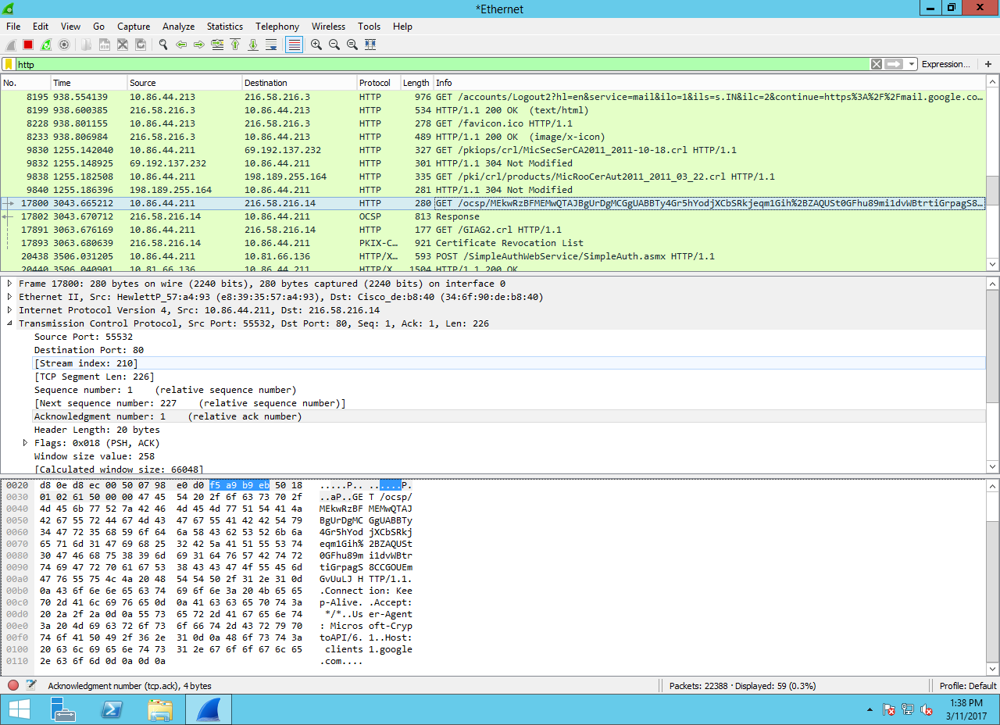 *Ethernet
File Edit View Go Capture Analyze Statistics Telephony Wireless Tools Help
http Expression... +
No. Time Source Destination Protocol Length Info
8195 938.554139 10.86.44.213 216.58.216.3 HTTP 976 GET /accounts/Logout2?hl=en&service=mail&ilo=1&ils=s.IN&ilc=2&continue=https%3A%2F%2Fmail.google.co…
8199 938.600385 216.58.216.3 10.86.44.213 HTTP 534 HTTP/1.1 200 OK (text/html)
8228 938.801155 10.86.44.213 216.58.216.3 HTTP 278 GET /favicon.ico HTTP/1.1
8233 938.806984 216.58.216.3 10.86.44.213 HTTP 489 HTTP/1.1 200 OK (image/x-icon)
9830 1255.142040 10.86.44.211 69.192.137.232 HTTP 327 GET /pkiops/crl/MicSecSerCA2011_2011-10-18.crl HTTP/1.1
9832 1255.148925 69.192.137.232 10.86.44.211 HTTP 301 HTTP/1.1 304 Not Modified
9838 1255.182508 10.86.44.211 198.189.255.164 HTTP 335 GET /pki/crl/products/MicRooCerAut2011_2011_03_22.crl HTTP/1.1
9840 1255.186396 198.189.255.164 10.86.44.211 HTTP 281 HTTP/1.1 304 Not Modified
17800 3043.665212 10.86.44.211 216.58.216.14 HTTP 280 GET /ocsp/MEkwRzBFMEMwQTAJBgUrDgMCGgUABBTy4Gr5hYodjXCbSRkjeqm1Gih%2BZAQUSt0GFhu89mi1dvWBtrtiGrpagS8…
17802 3043.670712 216.58.216.14 10.86.44.211 OCSP 813 Response
17891 3063.676169 10.86.44.211 216.58.216.14 HTTP 177 GET /GIAG2.crl HTTP/1.1
17893 3063.680639 216.58.216.14 10.86.44.211 PKIX-C… 921 Certificate Revocation List
20438 3506.031205 10.86.44.211 10.81.66.136 HTTP/X… 593 POST /SimpleAuthWebService/SimpleAuth.asmx HTTP/1.1
20440 3506.040901 10.81.66.136 10.86.44.211 HTTP/X 1504 HTTP/1.1 200 OK
Frame 17800: 280 bytes on wire (2240 bits), 280 bytes captured (2240 bits) on interface 0
Ethernet II, Src: HewlettP_57:a4:93 (e8:39:35:57:a4:93), Dst: Cisco_de:b8:40 (34:6f:90:de:b8:40)
Internet Protocol Version 4, Src: 10.86.44.211, Dst: 216.58.216.14
Transmission Control Protocol, Src Port: 55532, Dst Port: 80, Seq: 1, Ack: 1, Len: 226
Source Port: 55532
Destination Port: 80
[Stream index: 210]
[TCP Segment Len: 226]
Sequence number: 1 (relative sequence number)
[Next sequence number: 227 (relative sequence number)]
Acknowledgment number: 1 (relative ack number)
Header Length: 20 bytes
Flags: 0x018 (PSH, ACK)
Window size value: 258
[Calculated window size: 66048]
0020 d8 0e d8 ec 00 50 07 98 e0 d0 f5 a9 b9 eb 50 18 .....P.. ......P.
0030 01 02 61 50 00 00 47 45 54 20 2f 6f 63 73 70 2f ..aP..GE T /ocsp/
0040 4d 45 6b 77 52 7a 42 46 4d 45 4d 77 51 54 41 4a MEkwRzBF MEMwQTAJ
0050 42 67 55 72 44 67 4d 43 47 67 55 41 42 42 54 79 BgUrDgMC GgUABBTy
0060 34 47 72 35 68 59 6f 64 6a 58 43 62 53 52 6b 6a 4Gr5hYod jXCbSRkj
0070 65 71 6d 31 47 69 68 25 32 42 5a 41 51 55 53 74 eqm1Gih% 2BZAQUSt
0080 30 47 46 68 75 38 39 6d 69 31 64 76 57 42 74 72 0GFhu89m i1dvWBtr
0090 74 69 47 72 70 61 67 53 38 43 43 47 4f 55 45 6d tiGrpagS 8CCGOUEm
00a0 47 76 55 75 4c 4a 20 48 54 54 50 2f 31 2e 31 0d GvUuLJ H TTP/1.1.
00b0 0a 43 6f 6e 6e 65 63 74 69 6f 6e 3a 20 4b 65 65 .Connect ion: Kee
00c0 70 2d 41 6c 69 76 65 0d 0a 41 63 63 65 70 74 3a p-Alive. .Accept:
00d0 20 2a 2f 2a 0d 0a 55 73 65 72 2d 41 67 65 6e 74 */*..Us er-Agent
00e0 3a 20 4d 69 63 72 6f 73 6f 66 74 2d 43 72 79 70 : Micros oft-Cryp
00f0 74 6f 41 50 49 2f 36 2e 31 0d 0a 48 6f 73 74 3a toAPI/6. 1..Host:
0100 20 63 6c 69 65 6e 74 73 31 2e 67 6f 6f 67 6c 65 clients 1.google
0110 2e 63 6f 6d 0d 0a 0d 0a .com....
Acknowledgment number (tcp.ack), 4 bytes Packets: 22388 · Displayed: 59 (0.3%) Profile: Default
1:38 PM
3/11/2017